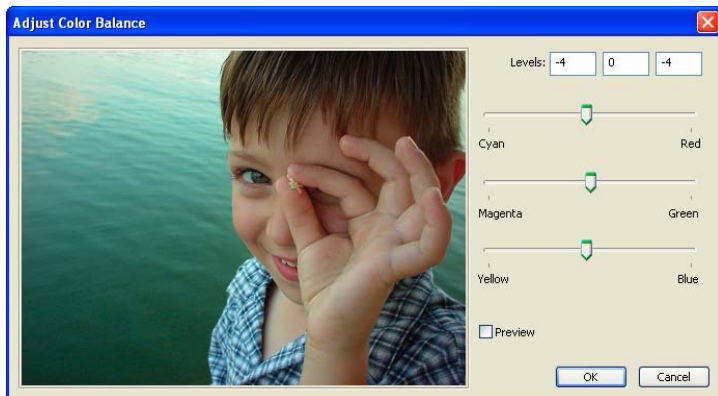 Adjust Color Balance
Levels: -4 0 -4
Cyan Red
Magenta Green
Yellow Blue
Preview
OK Cancel